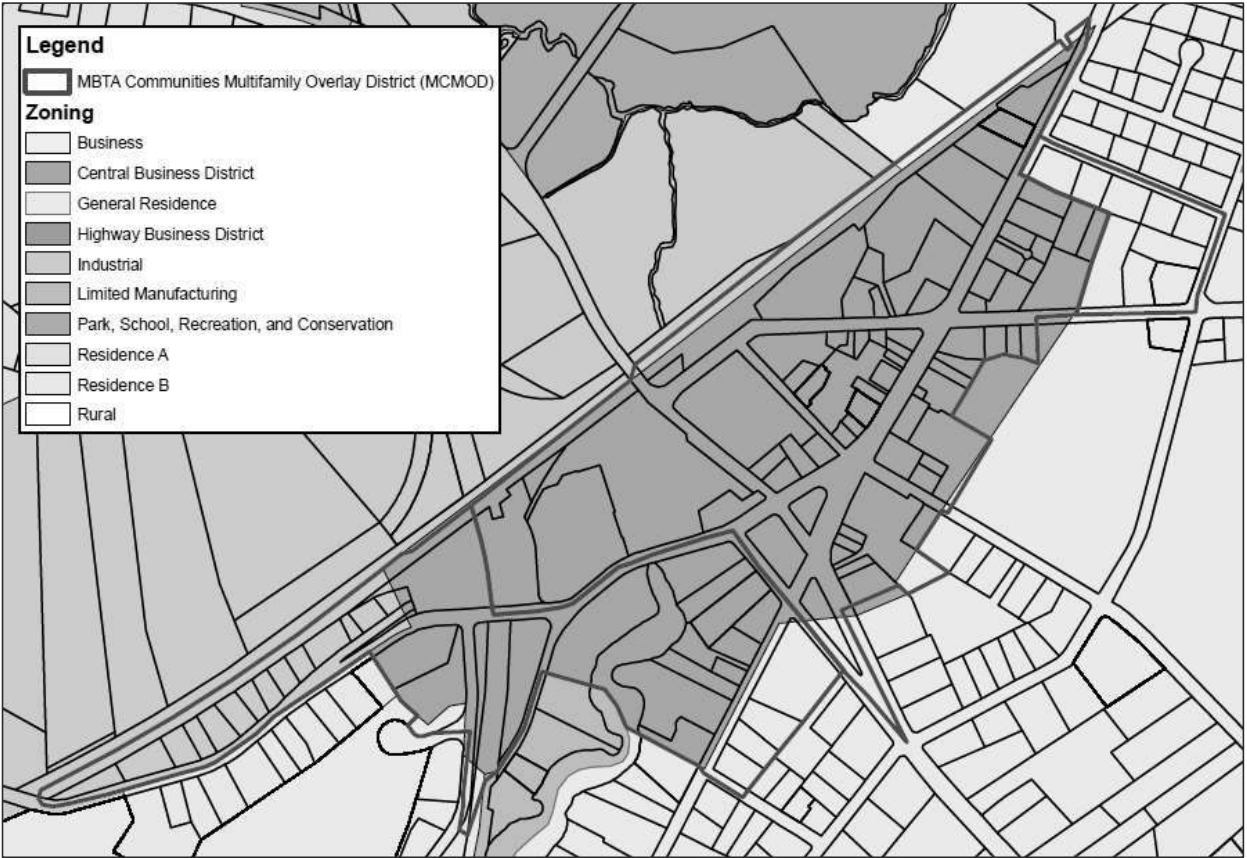 Legend
MBTA Communities Multifamily Overlay District (MCMOD)
Zoning
Business
Central Business District
General Residence
Highway Business District
Industrial
Limited Manufacturing
Park, School, Recreation, and Conservation
Residence A
Residence B
Rural